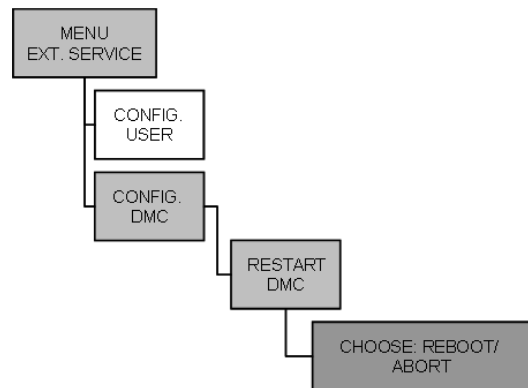 MENU
EXT. SERVICE
CONFIG.
USER
CONFIG.
DMC
RESTART
DMC
CHOOSE: REBOOT/
ABORT